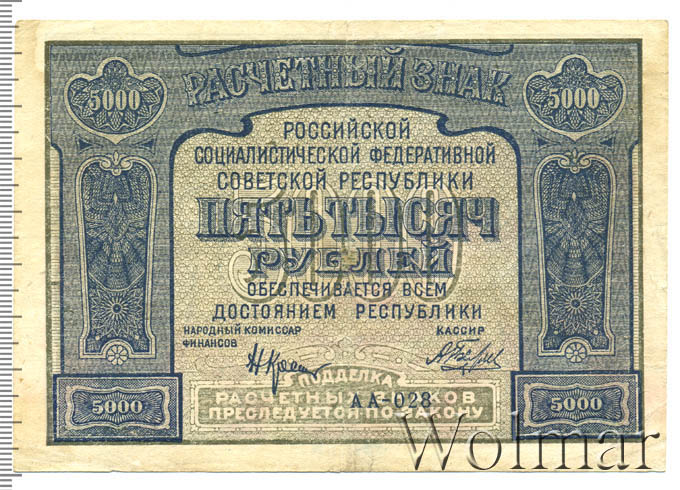 РАСЧЕТНЫЙ ЗНАК
5000 5000
РОССИЙСКОЙ
СОЦИАЛИСТИЧЕСКОЙ ФЕДЕРАТИВНОЙ
СОВЕТСКОЙ РЕСПУБЛИКИ
5000
ПЯТЬ ТЫСЯЧ
РУБЛЕЙ
ОБЕСПЕЧИВАЕТСЯ ВСЕМ
ДОСТОЯНИЕМ РЕСПУБЛИКИ
НАРОДНЫЙ КОМИССАР
ФИНАНСОВ
КАССИР
ПОДДЕЛКА
РАСЧЕТНЫХ ЗНАКОВ
ПРЕСЛЕДУЕТСЯ ПО ЗАКОНУ
АА-028
5000 5000
Wolmar